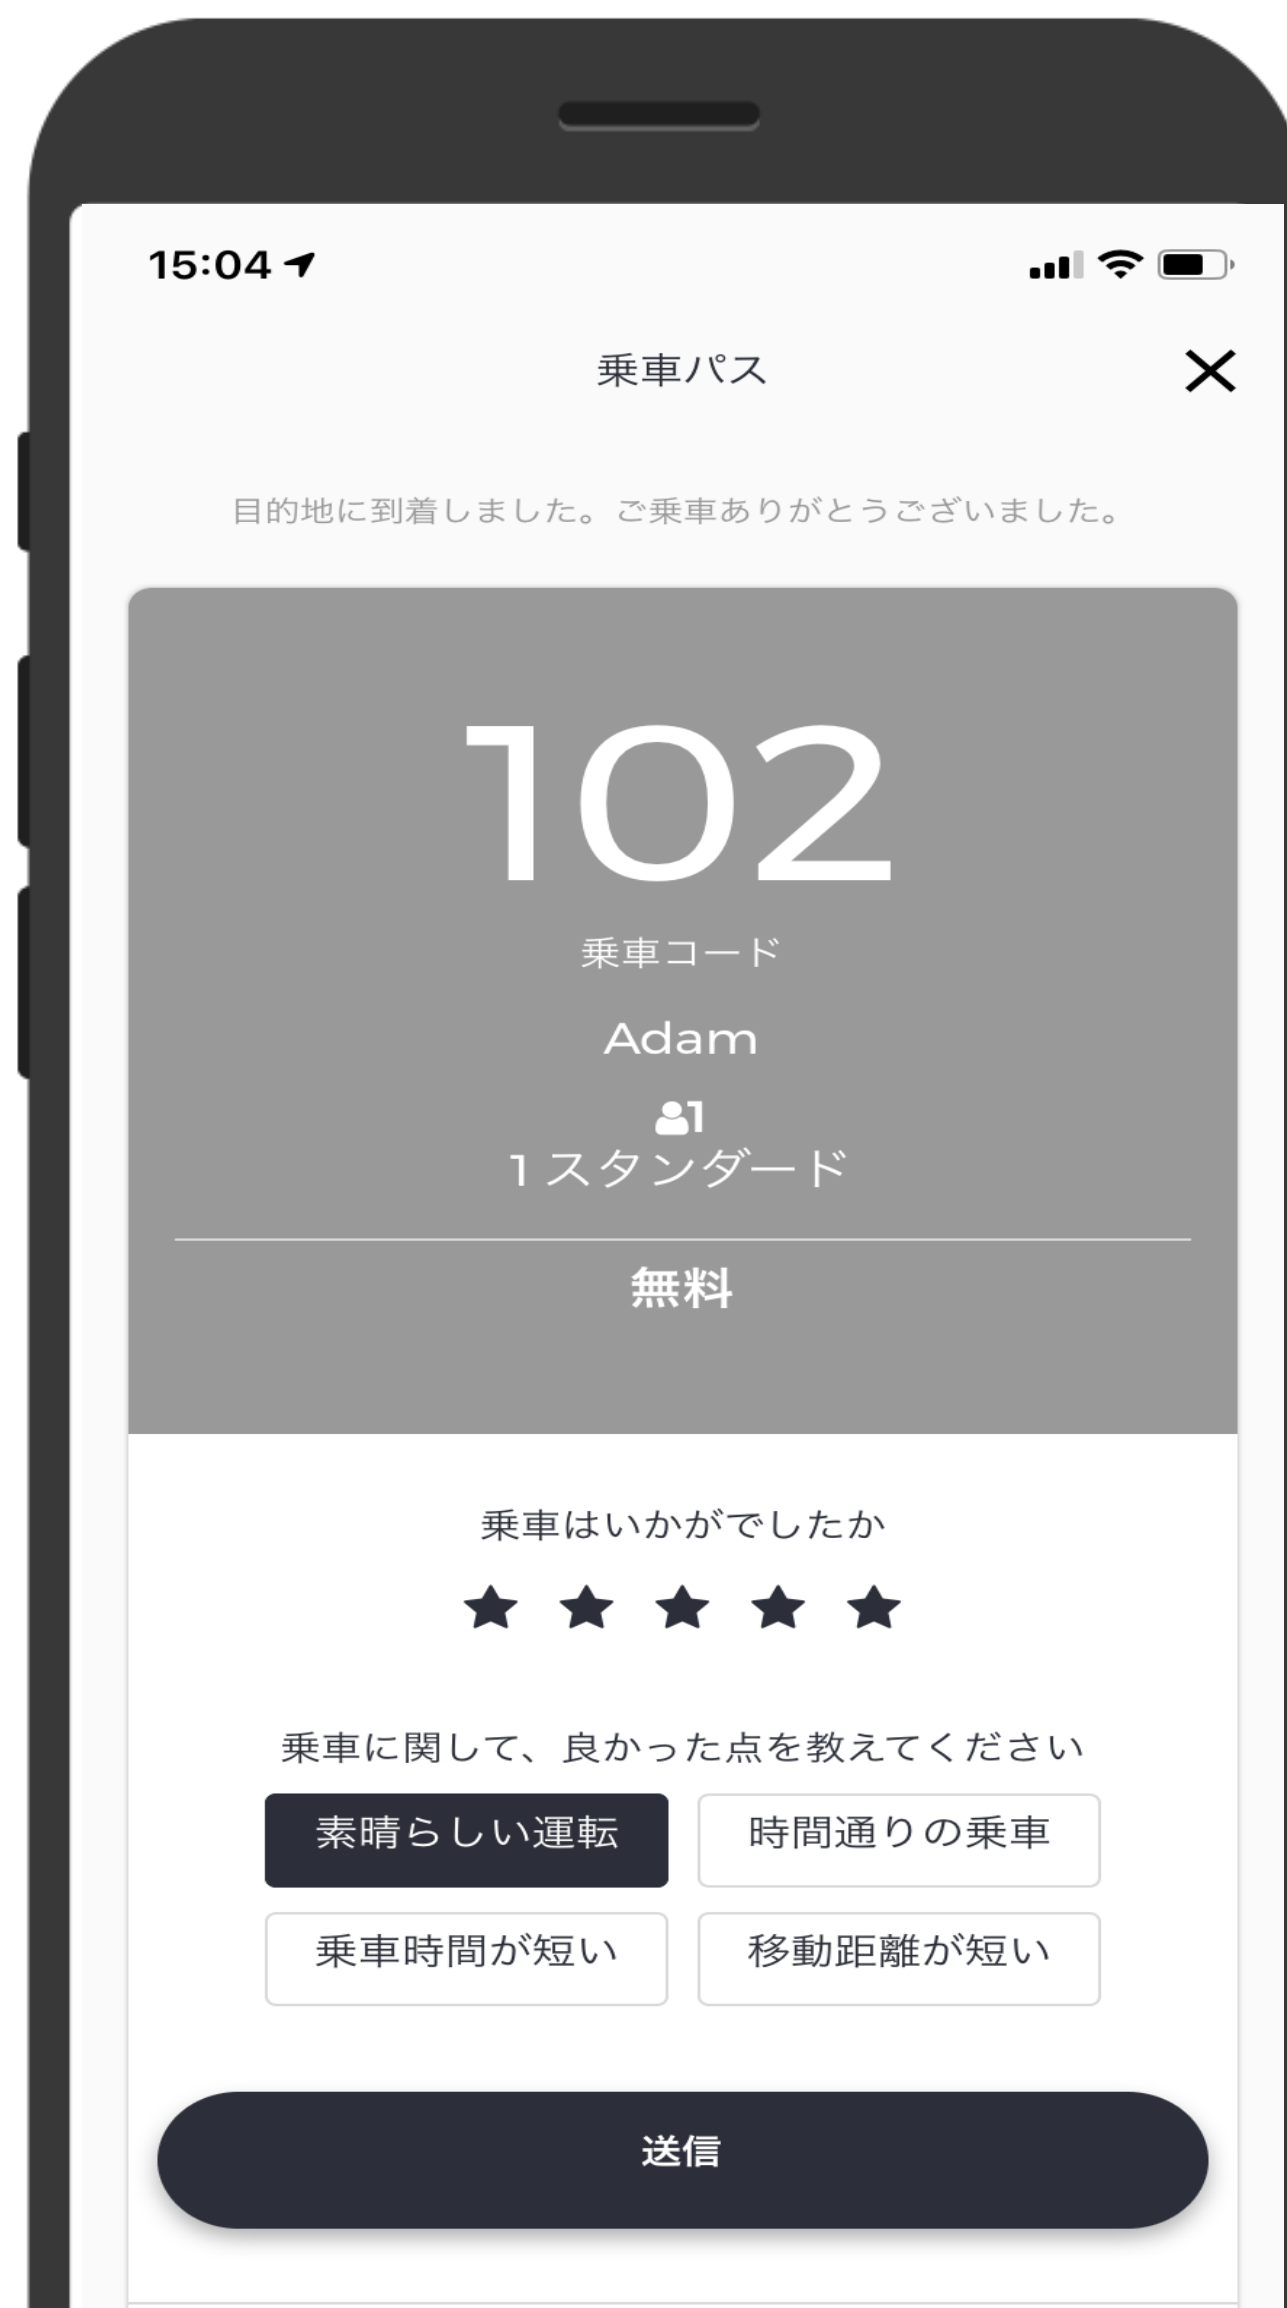 15:04
乗車パス
目的地に到着しました。ご乗車ありがとうございました。
102
乗車コード
Adam
1
1 スタンダード
無料
乗車はいかがでしたか
乗車に関して、良かった点を教えてください
素晴らしい運転
時間通りの乗車
乗車時間が短い
移動距離が短い
送信